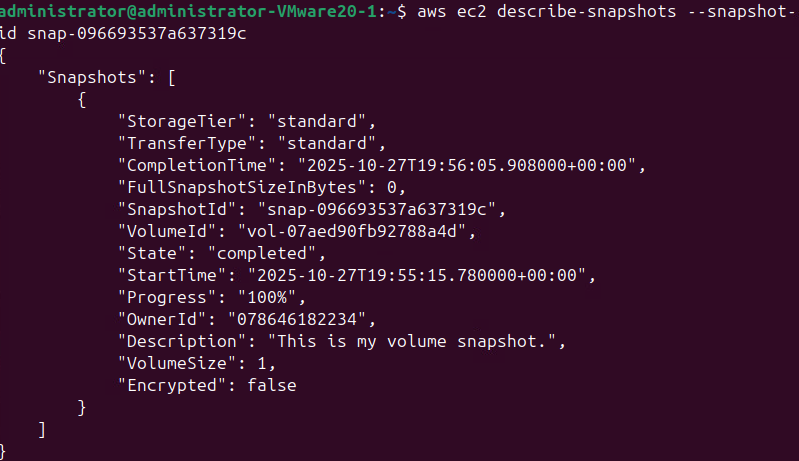 administrator@administrator-VMware20-1:~$ aws ec2 describe-snapshots --snapshot-
id snap-096693537a637319c
{
    "Snapshots": [
        {
            "StorageTier": "standard",
            "TransferType": "standard",
            "CompletionTime": "2025-10-27T19:56:05.908000+00:00",
            "FullSnapshotSizeInBytes": 0,
            "SnapshotId": "snap-096693537a637319c",
            "VolumeId": "vol-07aed90fb92788a4d",
            "State": "completed",
            "StartTime": "2025-10-27T19:55:15.780000+00:00",
            "Progress": "100%",
            "OwnerId": "078646182234",
            "Description": "This is my volume snapshot.",
            "VolumeSize": 1,
            "Encrypted": false
        }
    ]
}